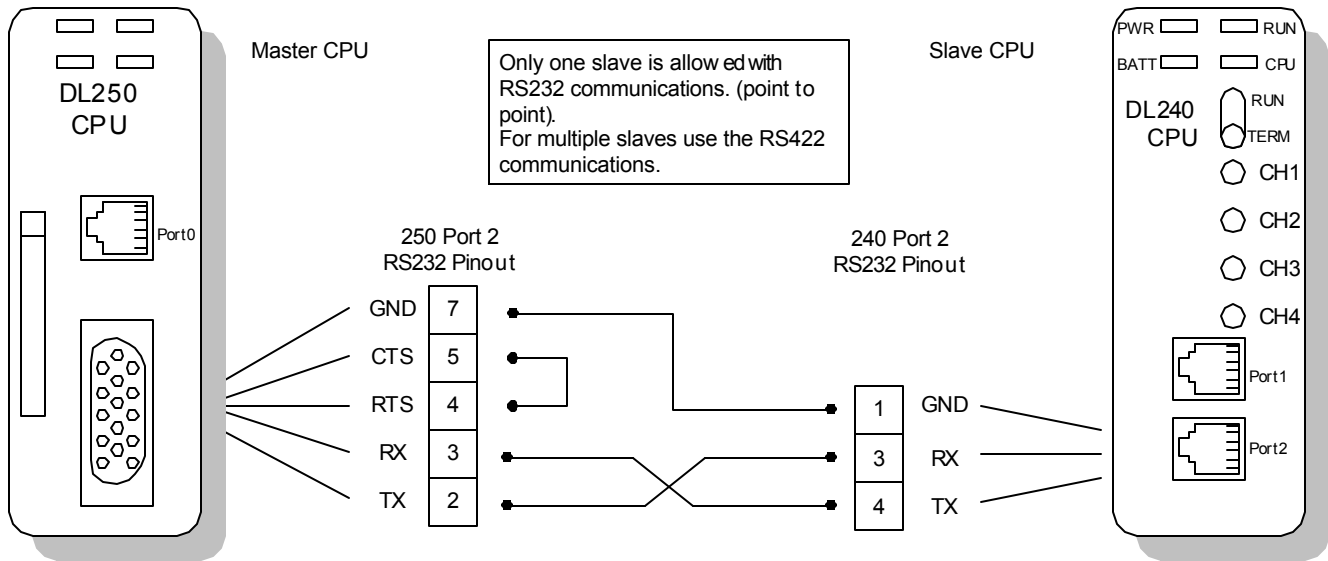 Master CPU
Only one slave is allowed with
RS232 communications. (point to
point).
For multiple slaves use the RS422
communications.
Slave CPU
DL250
CPU
Port0
250 Port 2
RS232 Pinout
GND 7
CTS 5
RTS 4
RX 3
TX 2
240 Port 2
RS232 Pinout
1 GND
3 RX
4 TX
PWR RUN
BATT CPU
DL240
CPU
RUN
TERM
CH1
CH2
CH3
CH4
Port1
Port2